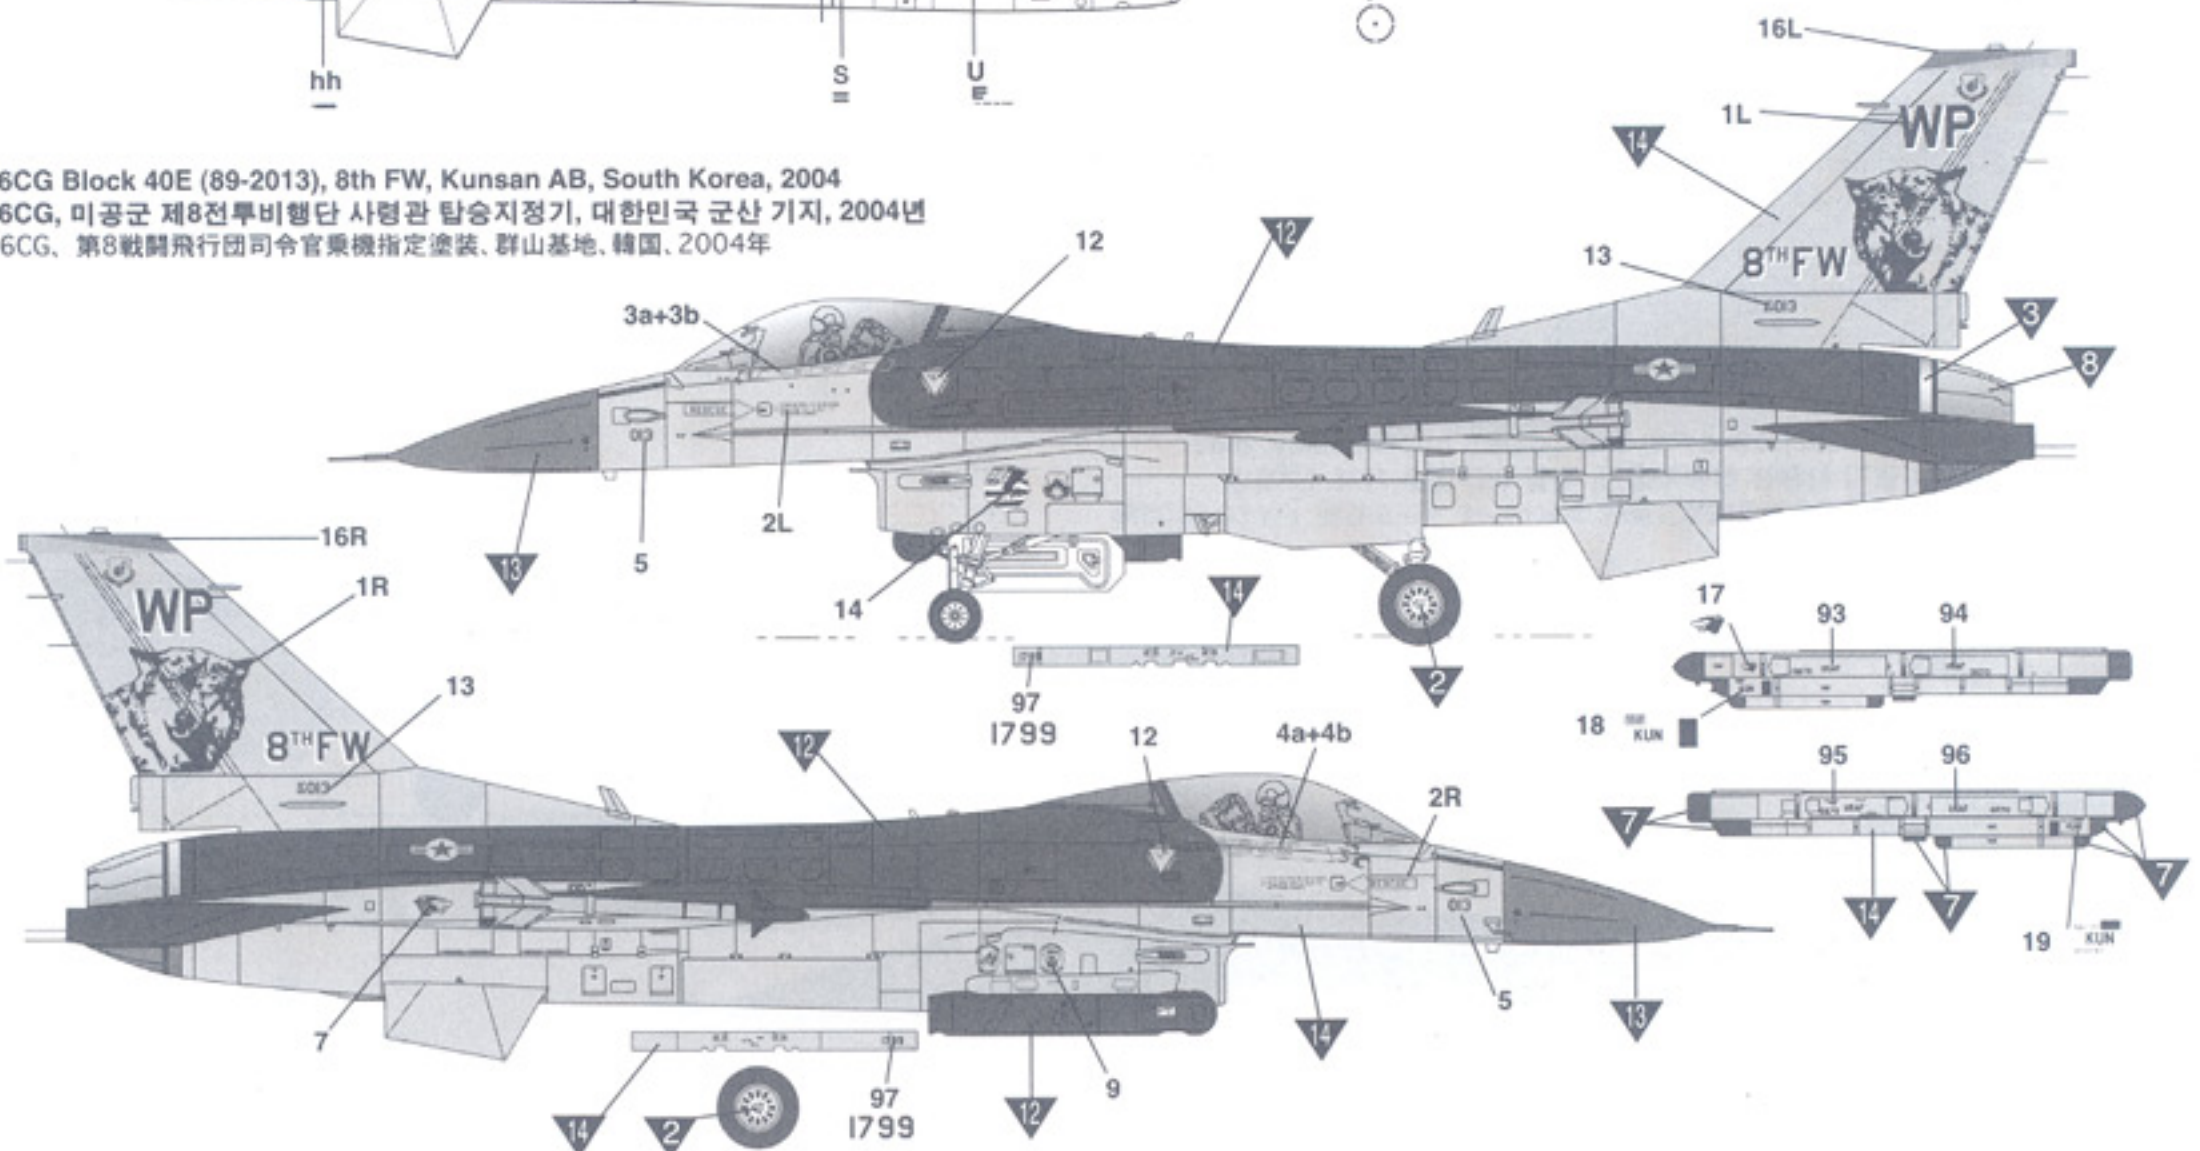 hh
S
U
16L
1L
WP
14
6CG Block 40E (89-2013), 8th FW, Kunsan AB, South Korea, 2004
6CG, 미공군 제8전투비행단 사령관 탑승지정기, 대한민국 군산 기지, 2004년
6CG、第8戦闘飛行団司令官乗機指定塗装、群山基地、韓国、2004年
12
12
13
8TH FW
013
3a+3b
3
8
RESCUE
013
13
5
2L
14
14
2
97
1799
16R
1R
WP
13
8TH FW
013
17
93
94
18
KUN
95
96
7
14
7
7
19
KUN
12
12
4a+4b
2R
RESCUE
013
5
13
14
7
9
12
97
1799
14
2